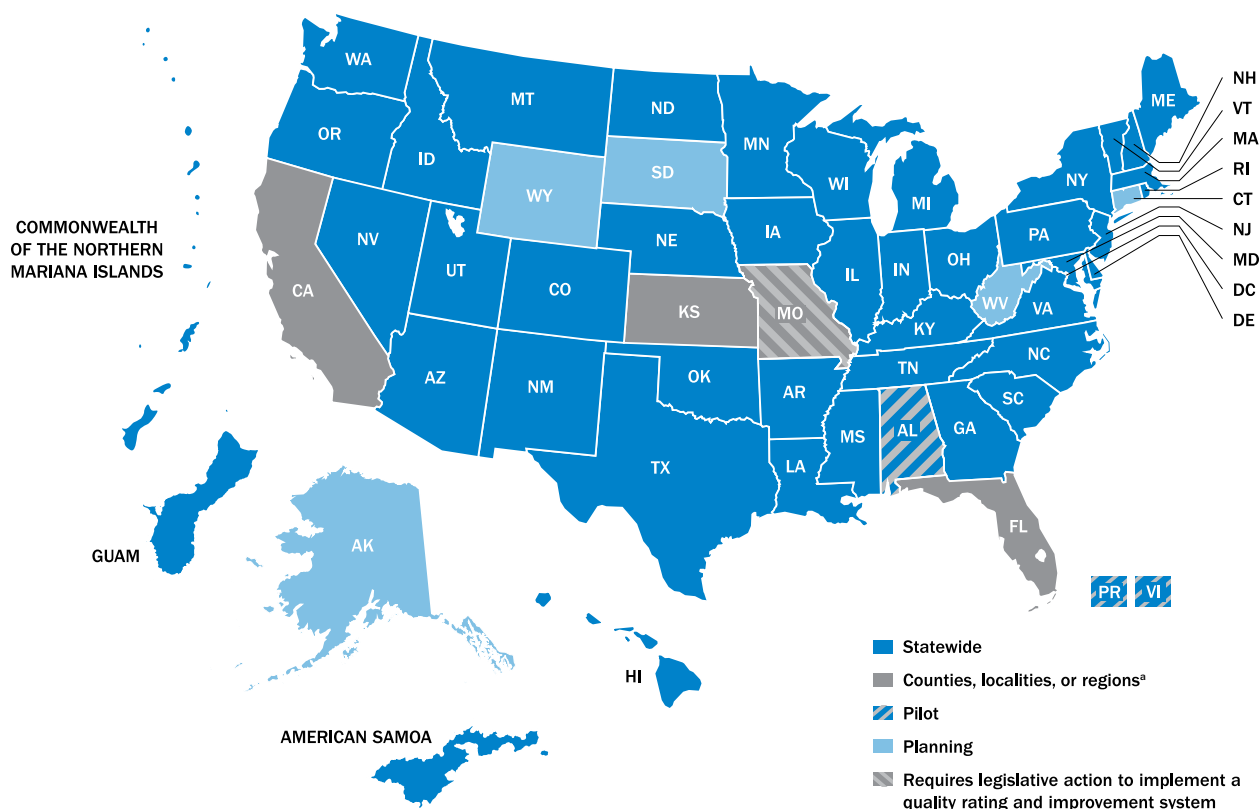 WA
MT
ND
MN
ME
NH
VT
MA
RI
CT
NJ
MD
DC
DE
OR
ID
WY
SD
WI
MI
NY
COMMONWEALTH
OF THE NORTHERN
MARIANA ISLANDS
CA
NV
UT
CO
NE
KS
IA
MO
IL
IN
OH
PA
WV
VA
KY
NC
TN
SC
AZ
NM
OK
AR
TX
LA
MS
AL
GA
FL
GUAM
AK
HI
AMERICAN SAMOA
PR
VI
Statewide
Counties, localities, or regionsª
Pilot
Planning
Requires legislative action to implement a
quality rating and improvement system